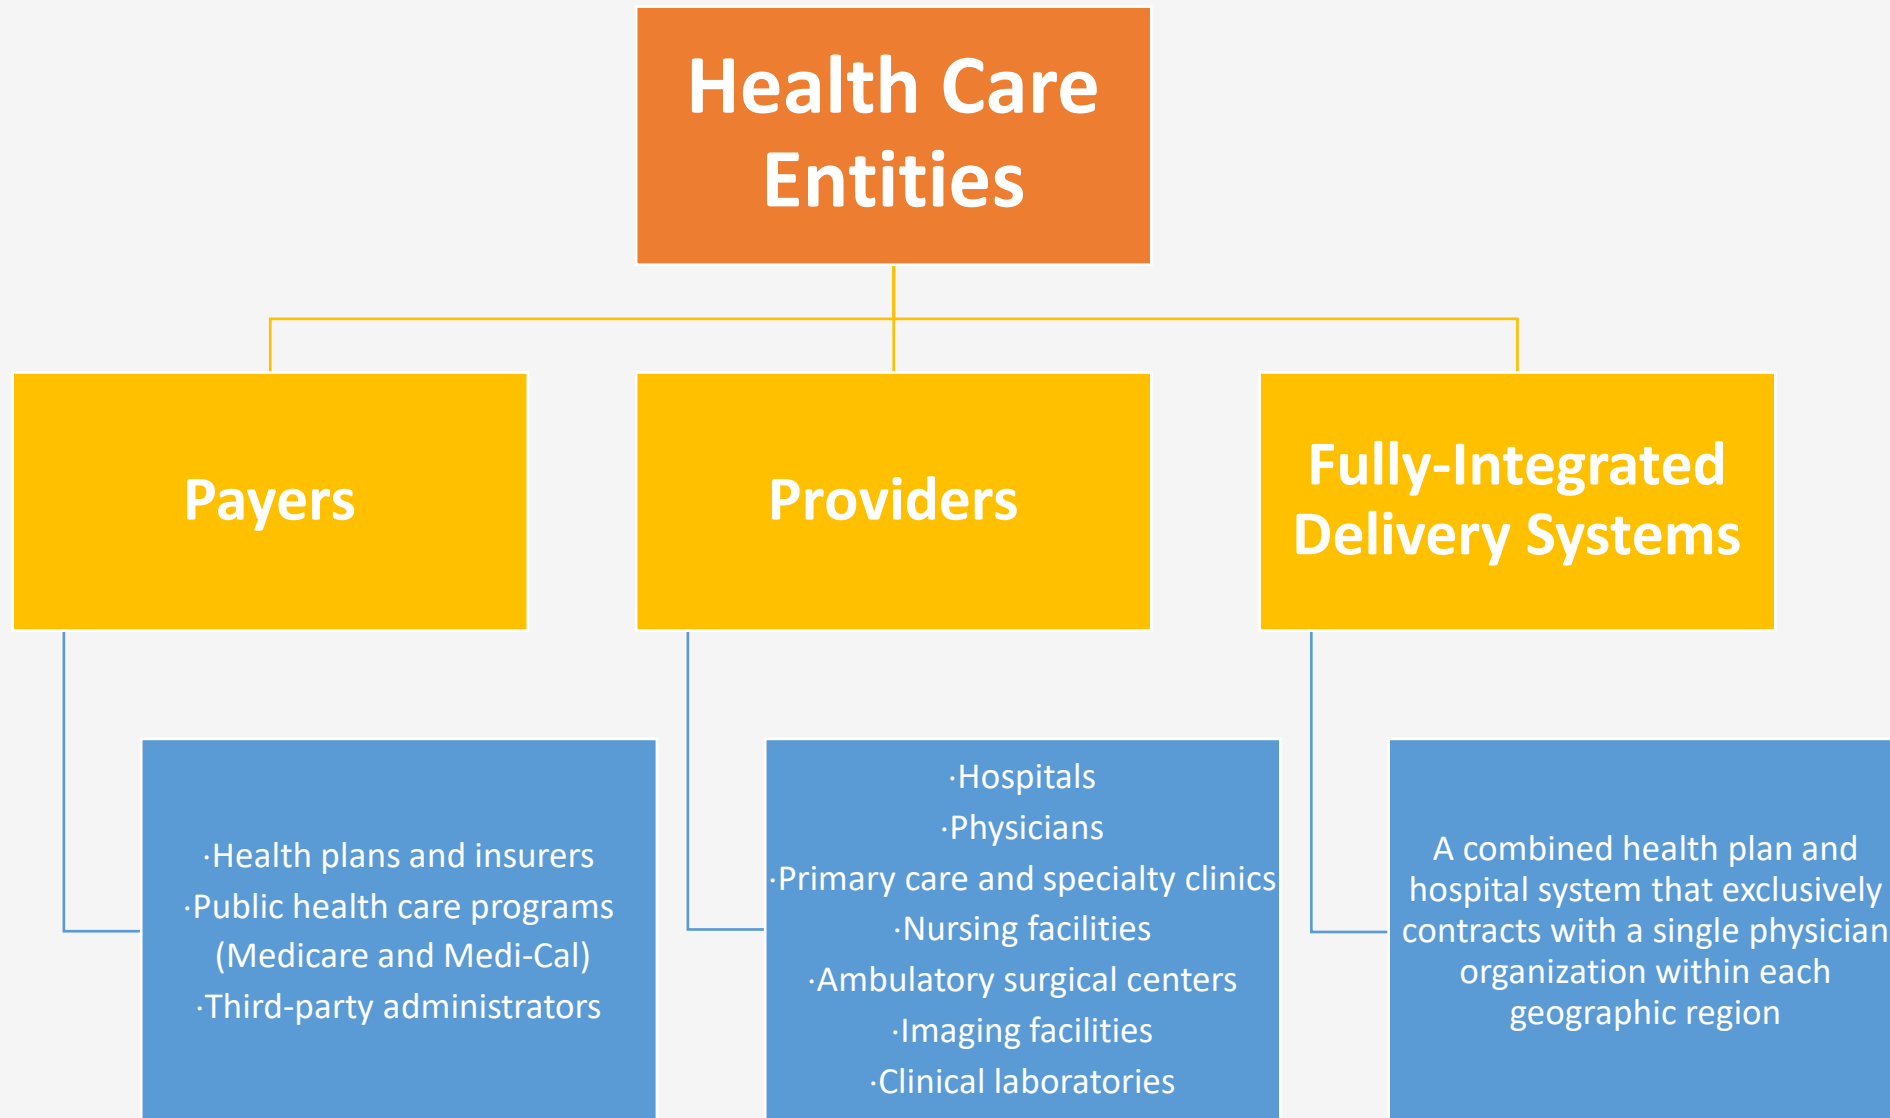 Health Care
Entities
Payers
Providers
Fully-Integrated
Delivery Systems
·Health plans and insurers
·Public health care programs
(Medicare and Medi-Cal)
·Third-party administrators
·Hospitals
·Physicians
·Primary care and specialty clinics
·Nursing facilities
·Ambulatory surgical centers
·Imaging facilities
·Clinical laboratories
A combined health plan and
hospital system that exclusively
contracts with a single physician
organization within each
geographic region